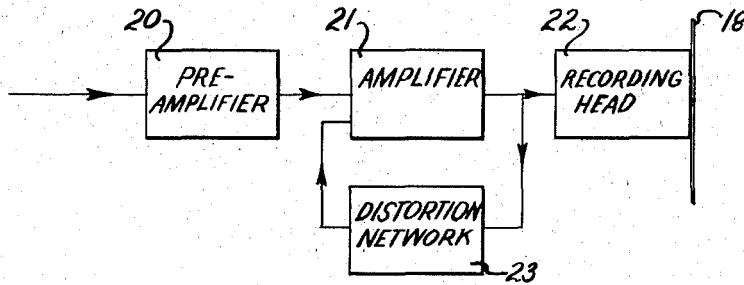 20
21
22
18
PRE-
AMPLIFIER
AMPLIFIER
RECORDING
HEAD
DISTORTION
NETWORK
23